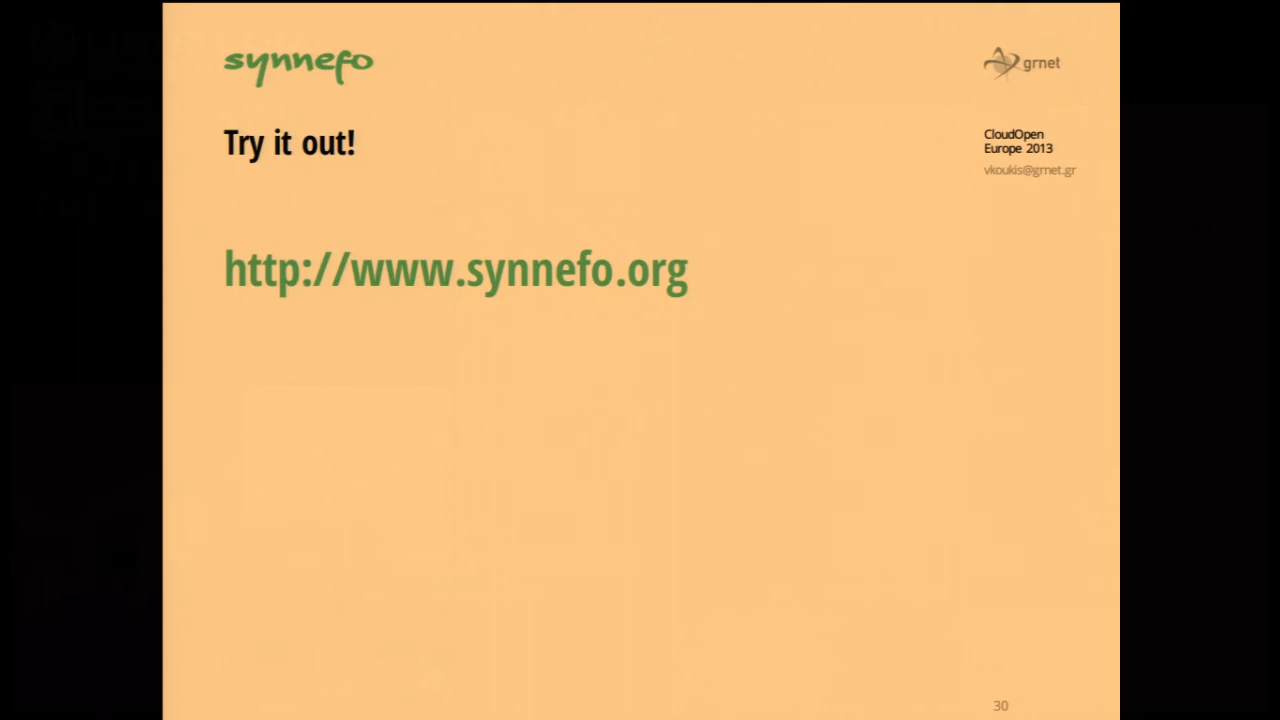 synnefo
grnet
Try it out!
CloudOpen
Europe 2013
vkoukis@grnet.gr
http://www.synnefo.org
30